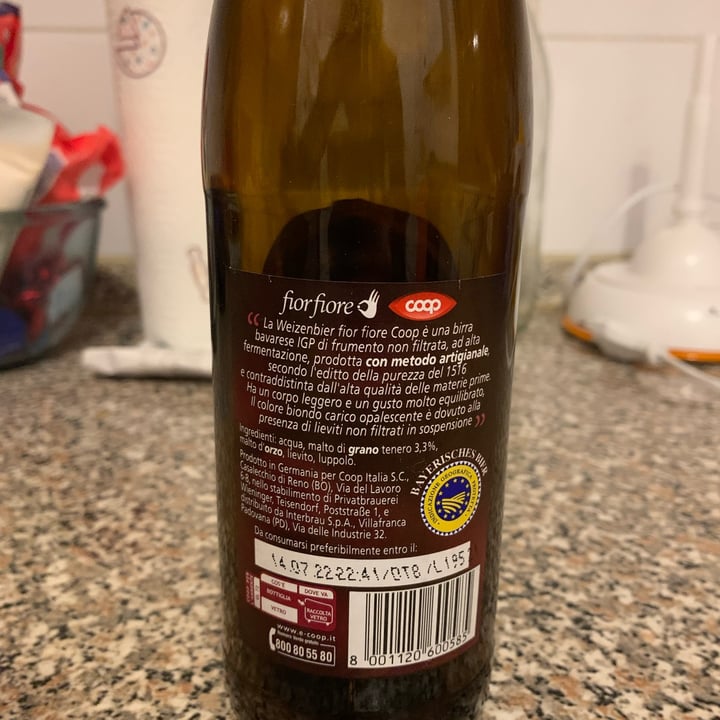 fiorfiore coop
“ La Weizenbier fior fiore Coop è una birra
bavarese IGP di frumento non filtrata, ad alta
fermentazione, prodotta con metodo artigianale,
secondo l'editto della purezza del 1516
e contraddistinta dall'alta qualità delle materie prime.
Ha un corpo leggero e un gusto molto equilibrato,
Il colore biondo carico opalescente è dovuto alla
presenza di lieviti non filtrati in sospensione ”
Ingredienti: acqua, malto di grano tenero 3,3%,
malto d'orzo, lievito, luppolo.
Prodotto in Germania per Coop Italia S.C.,
Casalecchio di Reno (BO), Via del Lavoro
6-8, nello stabilimento di Privatbrauerei
Wieninger, Teisendorf, Poststraße 1, e
distribuito da Interbrau S.p.A., Villafranca
Padovana (PD), Via delle Industrie 32.
BAYERISCHES BIER
INDICAZIONE GEOGRAFICA
Da consumarsi preferibilmente entro il:
14.07.22 22:41/DT8 /L195
COS'È DOVE VA
BOTTIGLIA
VETRO
RACCOLTA
VETRO
www.e-coop.it
800 80 55 80
8 001120 600585